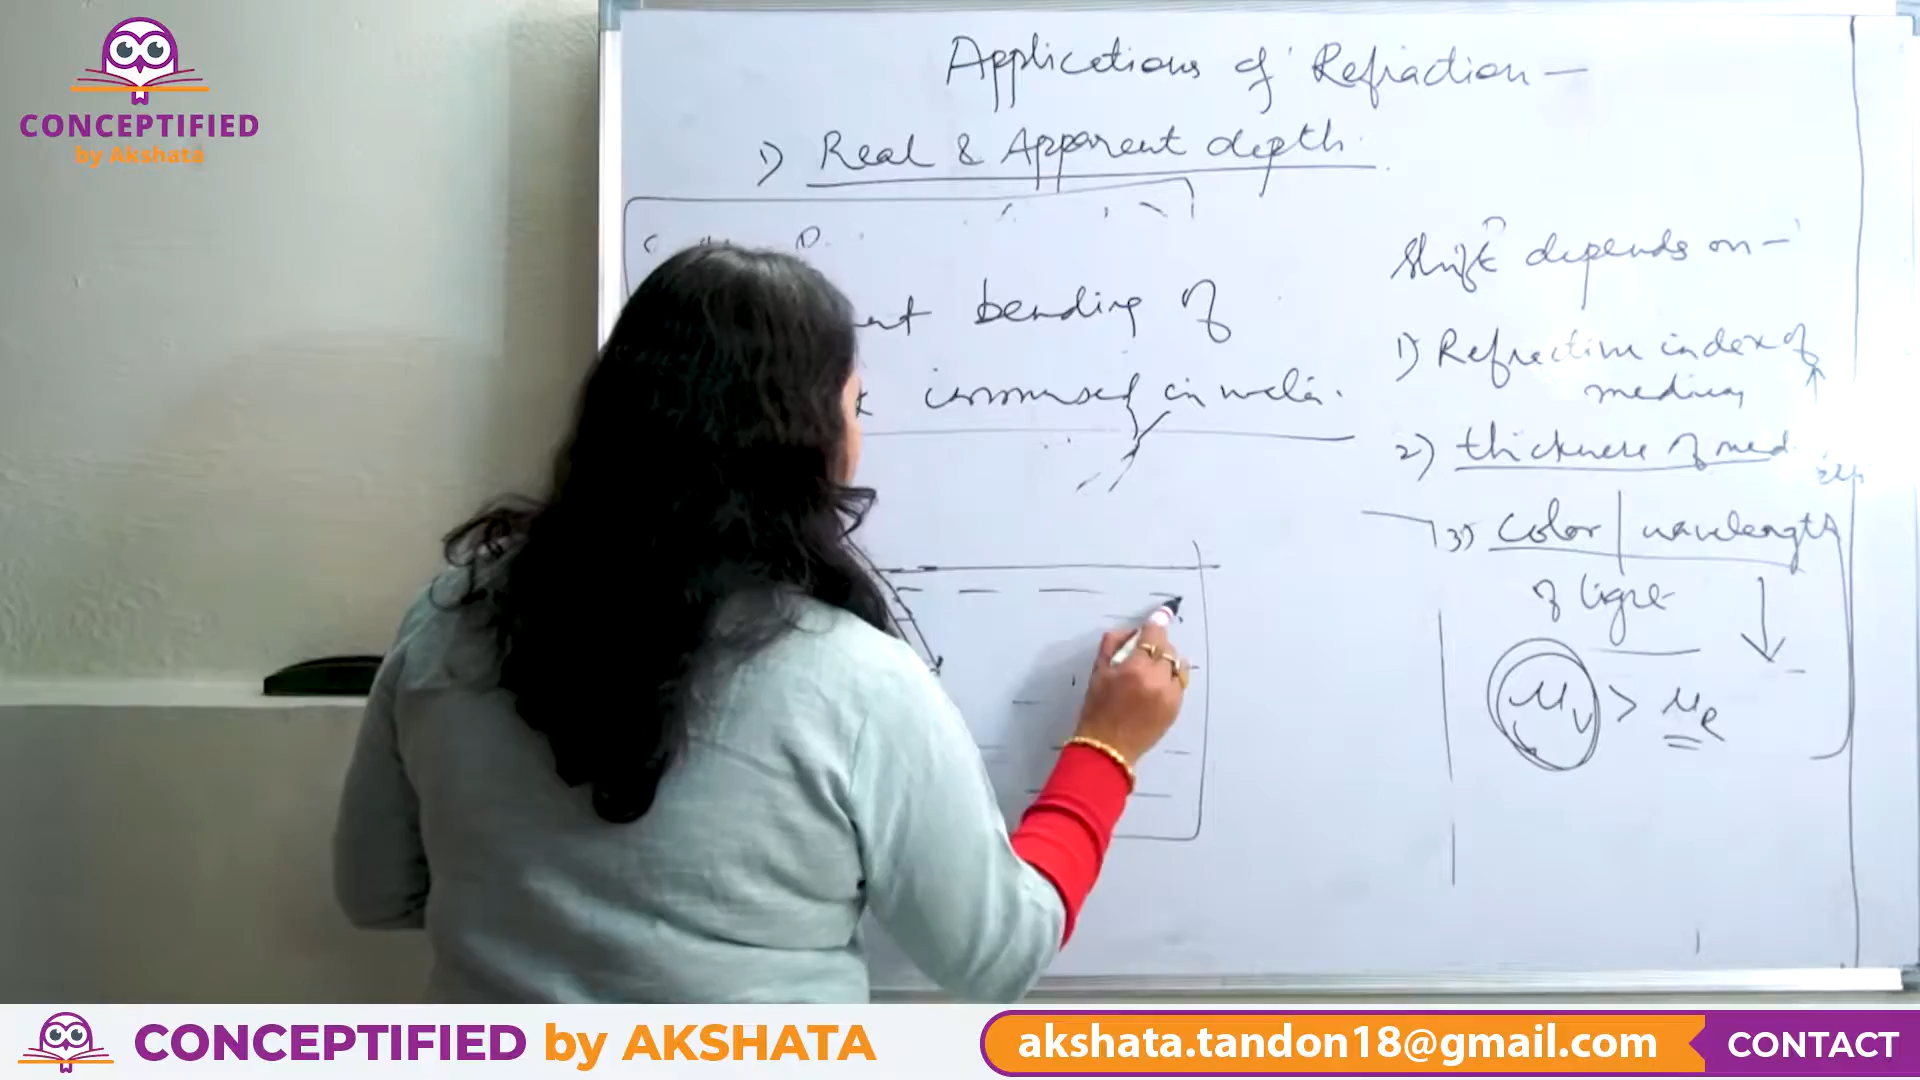 CONCEPTIFIED
by Akshata
Applications of Refraction –
1) Real & Apparent depth.
bending of
immersed in
Shift depends on –
1) Refractive index of
medium
2) thickness of med
3) Color | wavelength
of light
μv > μR
CONCEPTIFIED by AKSHATA
akshata.tandon18@gmail.com
CONTACT